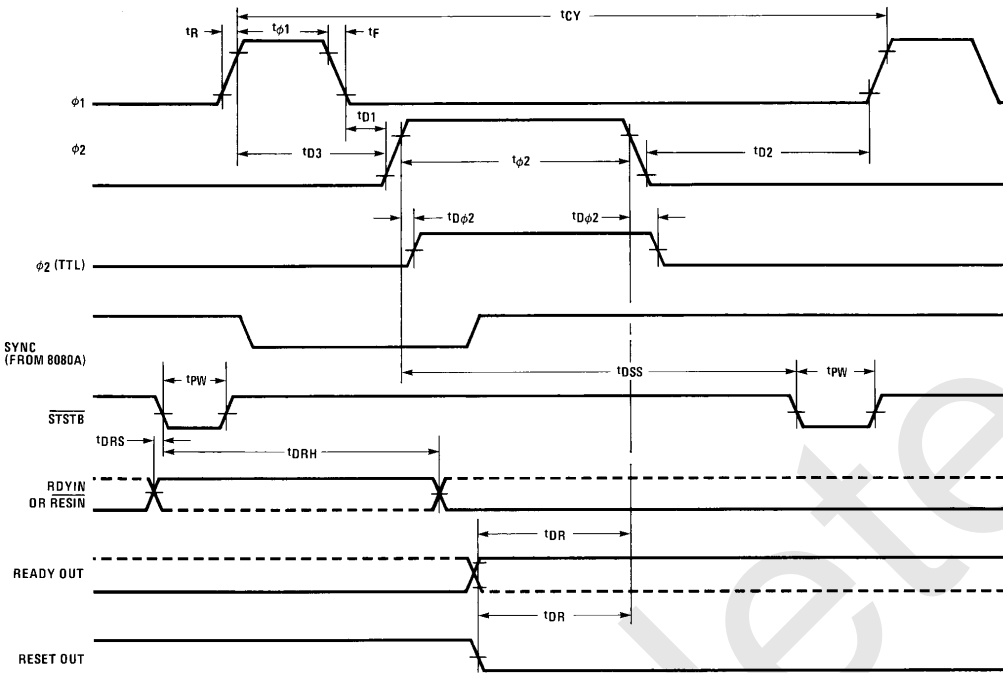 tCY
tR
tϕ1
tF
ϕ1
tD1
ϕ2
tD3
tϕ2
tD2
tDϕ2
tDϕ2
ϕ2 (TTL)
SYNC
(FROM 8080A)
tDSS
tPW
tPW
STSTB
tDRS
tDRH
RDYIN
OR RESIN
tDR
READY OUT
tDR
RESET OUT
lete